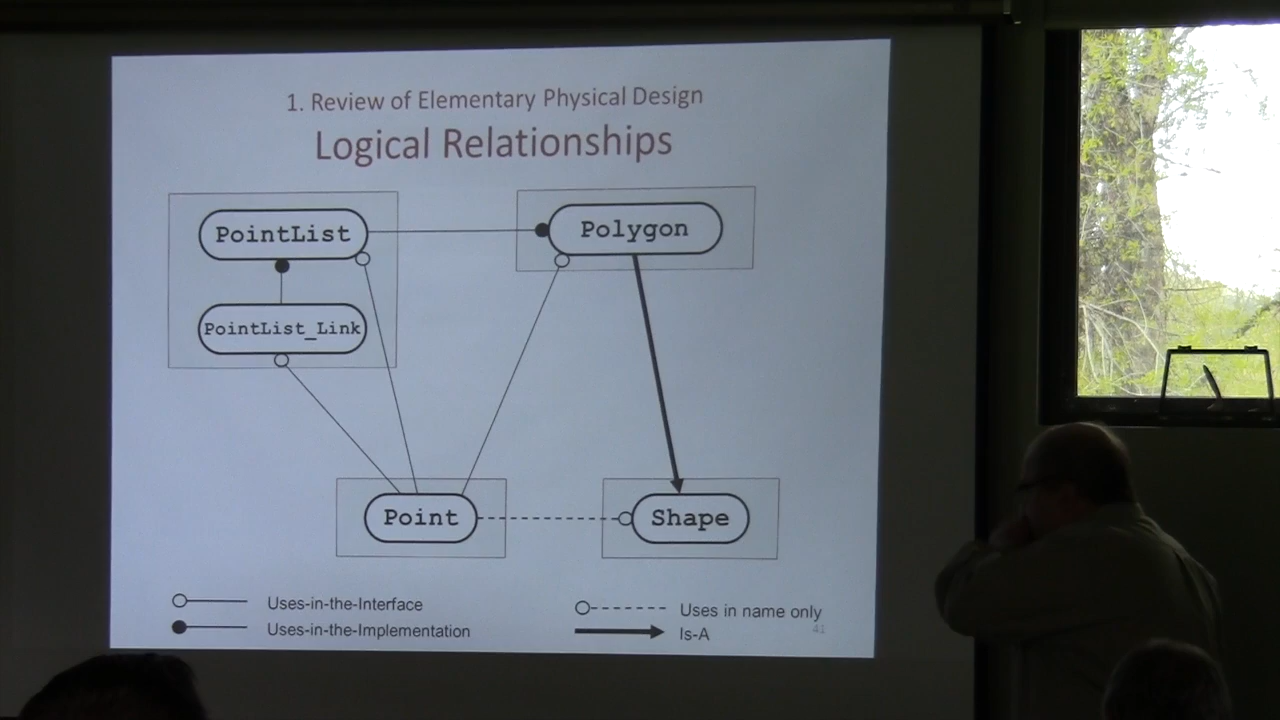 1. Review of Elementary Physical Design
Logical Relationships
PointList
Polygon
PointList_Link
Point
Shape
Uses-in-the-Interface
Uses in name only
Uses-in-the-Implementation
Is-A
41